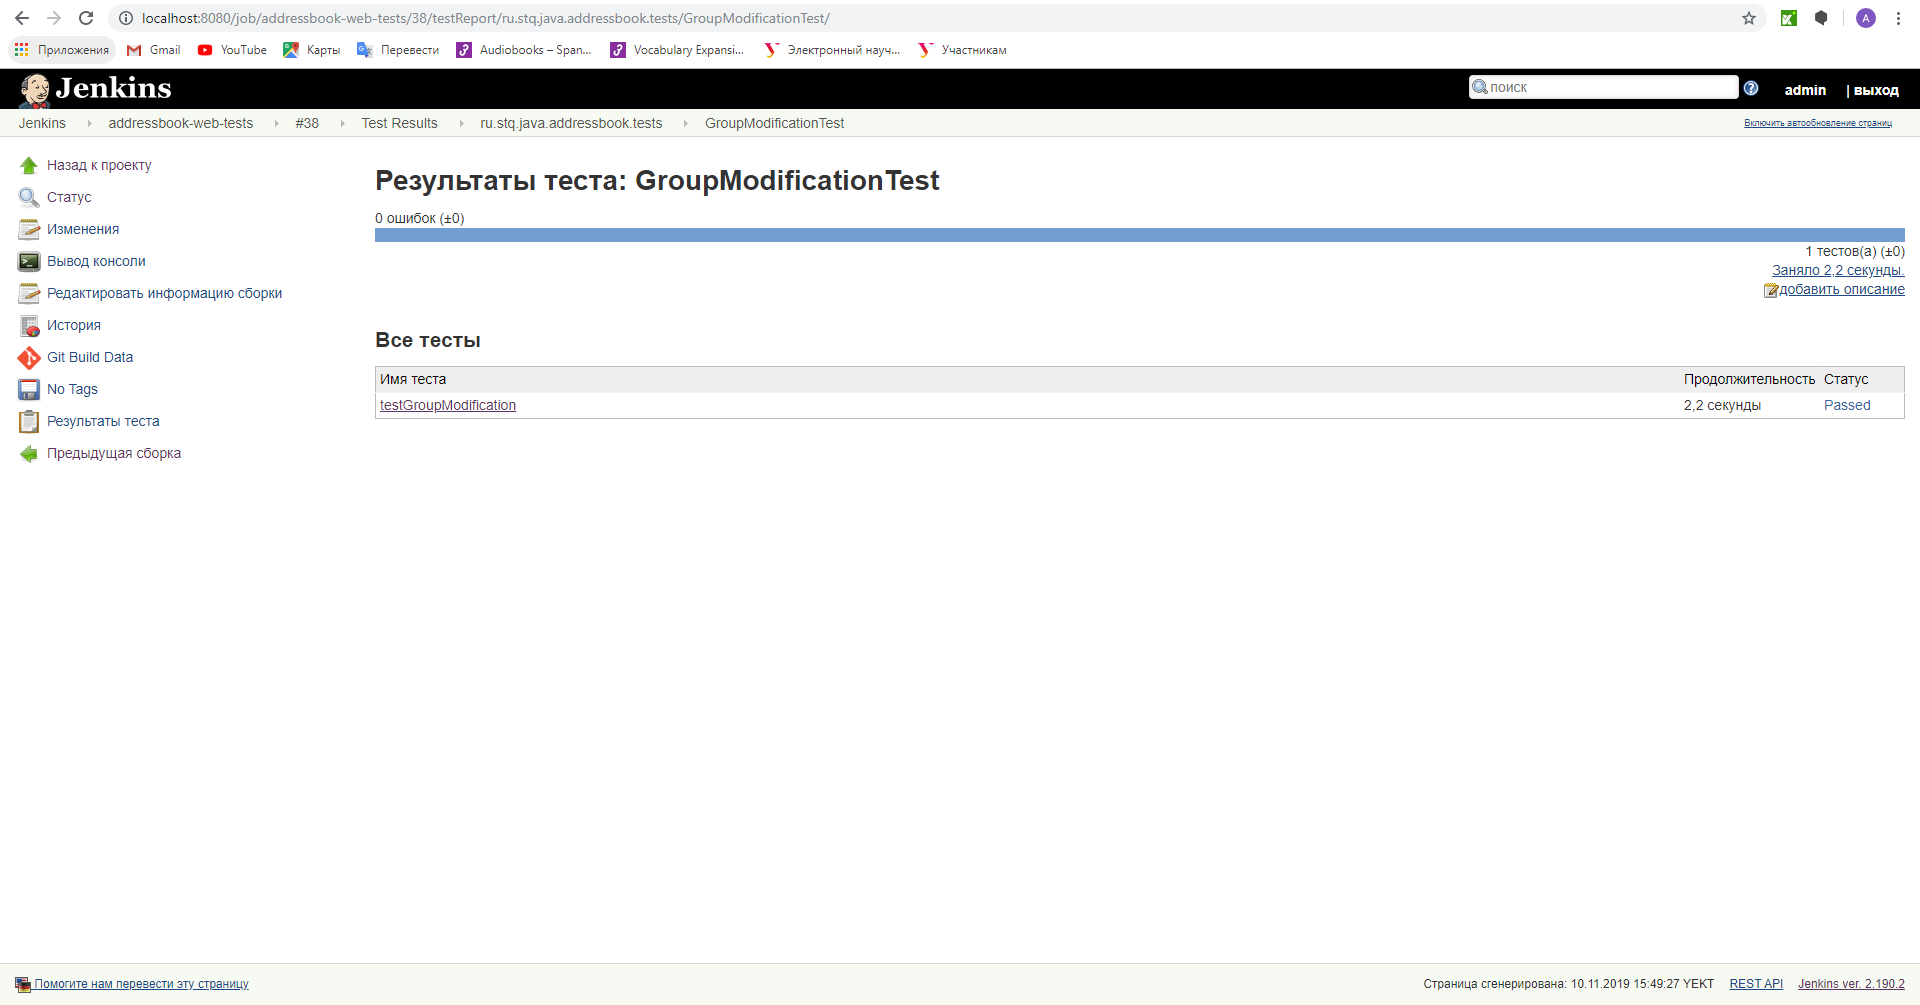 localhost:8080/job/addressbook-web-tests/38/testReport/ru.stq.java.addressbook.tests/GroupModificationTest/
A
Приложения Gmail YouTube Карты Перевести Audiobooks – Span... Vocabulary Expansi... Электронный науч... Участникам
Jenkins поиск admin | выход
Jenkins addressbook-web-tests #38 Test Results ru.stq.java.addressbook.tests GroupModificationTest Включить автообновление страниц
Назад к проекту
Статус
Изменения
Вывод консоли
Редактировать информацию сборки
История
Git Build Data
No Tags
Результаты теста
Предыдущая сборка
Результаты теста: GroupModificationTest
0 ошибок (±0)
1 тестов(а) (±0)
Заняло 2,2 секунды.
добавить описание
Все тесты
Имя теста Продолжительность Статус
testGroupModification 2,2 секунды Passed
Помогите нам перевести эту страницу Страница сгенерирована: 10.11.2019 15:49:27 YEKT REST API Jenkins ver. 2.190.2